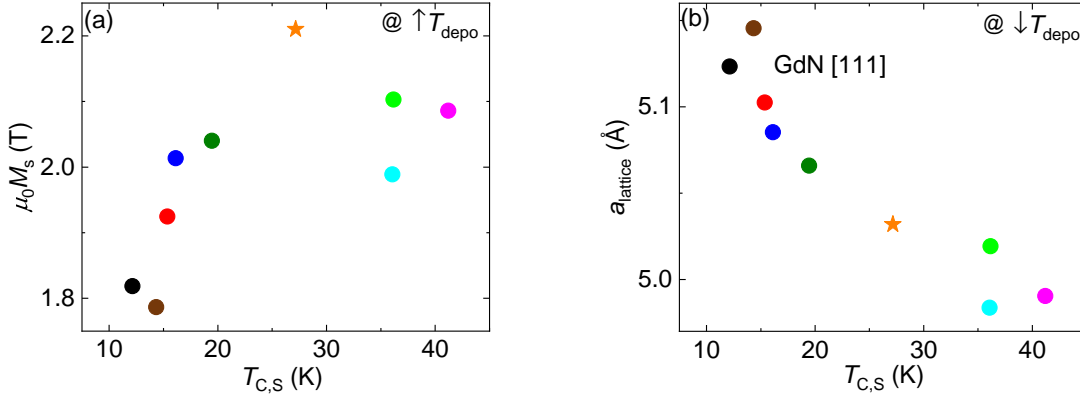 (a)
@ ↑T_depo
2.2
2.0
1.8
μ₀M_s (T)
10 20 30 40
T_C,S (K)
(b)
@ ↓T_depo
GdN [111]
5.1
5.0
a_lattice (Å)
10 20 30 40
T_C,S (K)